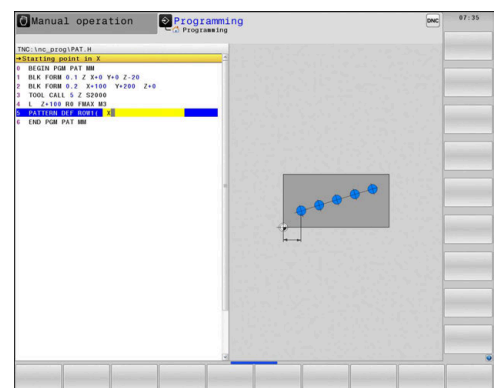 Manual operation
Programming
Programming
DNC
07:35
TNC:\nc_prog\PAT.H
→Starting point in X
0 BEGIN PGM PAT MM
1 BLK FORM 0.1 Z X+0 Y+0 Z-20
2 BLK FORM 0.2 X+100 Y+200 Z+0
3 TOOL CALL 5 Z S2000
4 L Z+100 R0 FMAX M3
5 PATTERN DEF ROW1( X
6 END PGM PAT MM